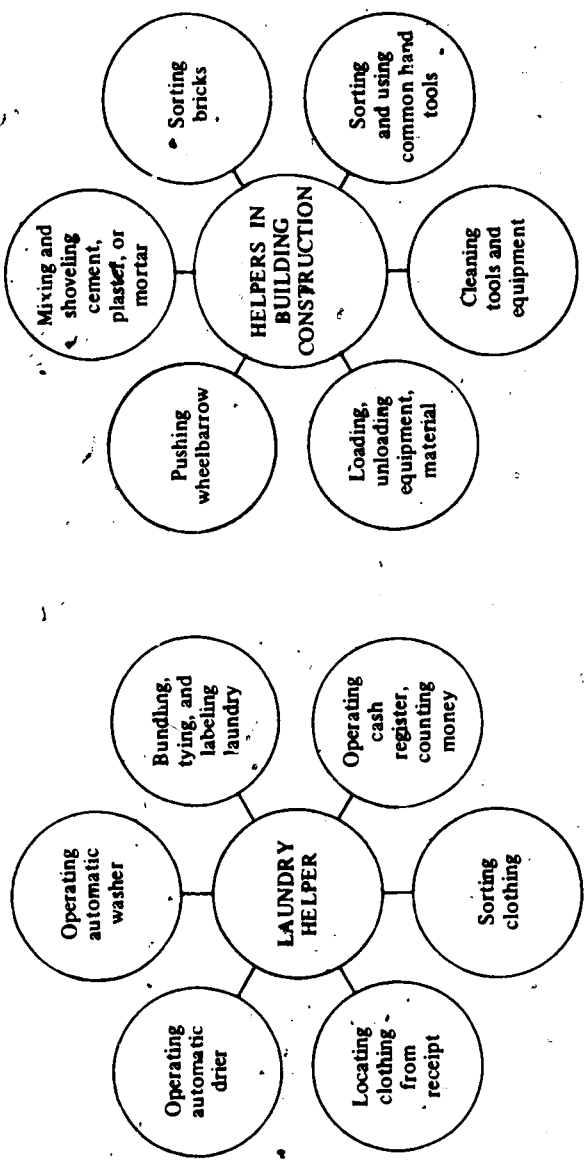 Operating
automatic
washer
Bundling,
tying, and
labeling
laundry
Operating
cash
register,
counting
money
Sorting
clothing
Locating
clothing
from
receipt
Operating
automatic
drier
LAUNDRY
HELPER
Mixing and
shoveling
cement,
plaster, or
mortar
Sorting
bricks
Sorting
and using
common hand
tools
Cleaning
tools and
equipment
Loading,
unloading
equipment,
material
Pushing
wheelbarrow
HELPERS IN
BUILDING
CONSTRUCTION